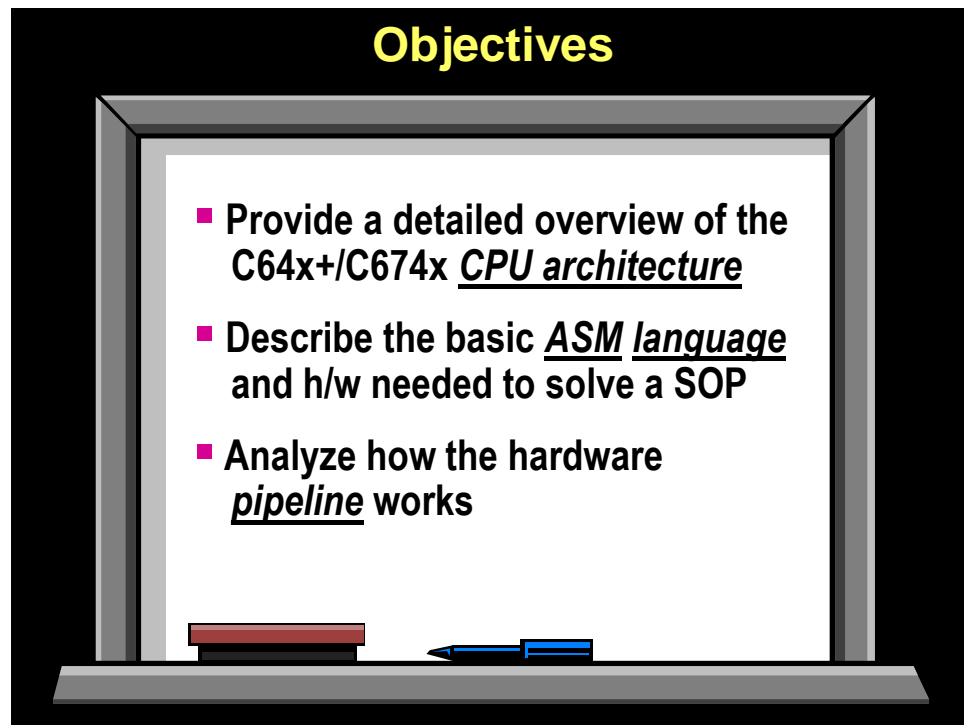 Objectives
▪ Provide a detailed overview of the
C64x+/C674x CPU architecture
▪ Describe the basic ASM language
and h/w needed to solve a SOP
▪ Analyze how the hardware
pipeline works